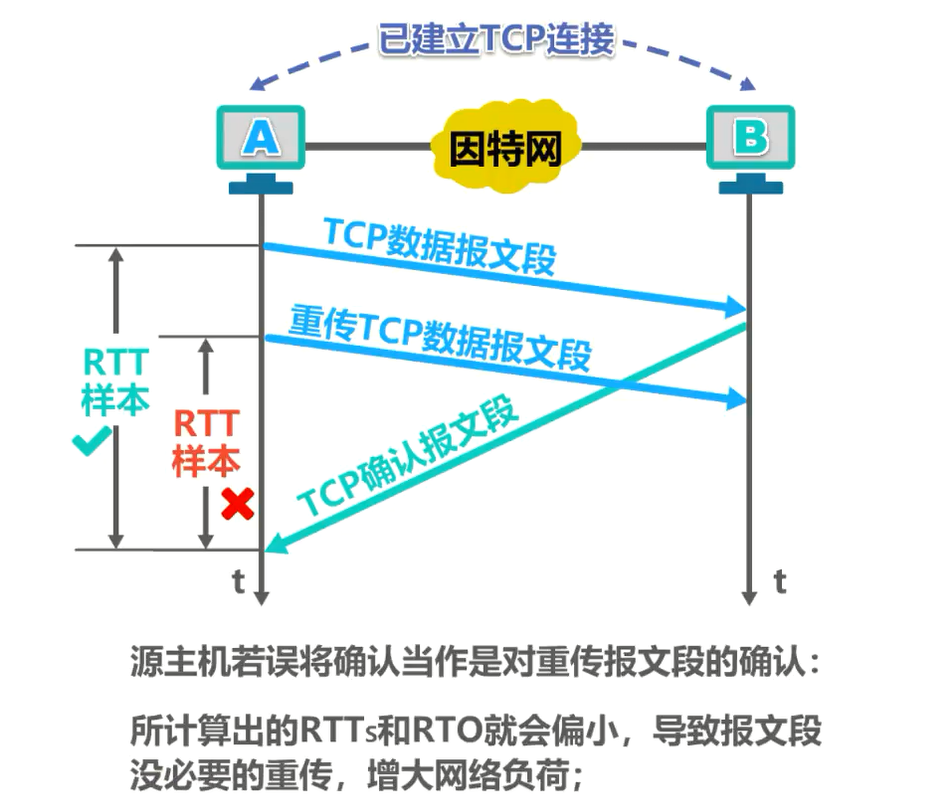 已建立TCP连接
A
因特网
B
TCP数据报文段
重传TCP数据报文段
RTT
样本
RTT
样本
TCP确认报文段
t
t
源主机若误将确认当作是对重传报文段的确认：
所计算出的RTTs和RTO就会偏小，导致报文段
没必要的重传，增大网络负荷；